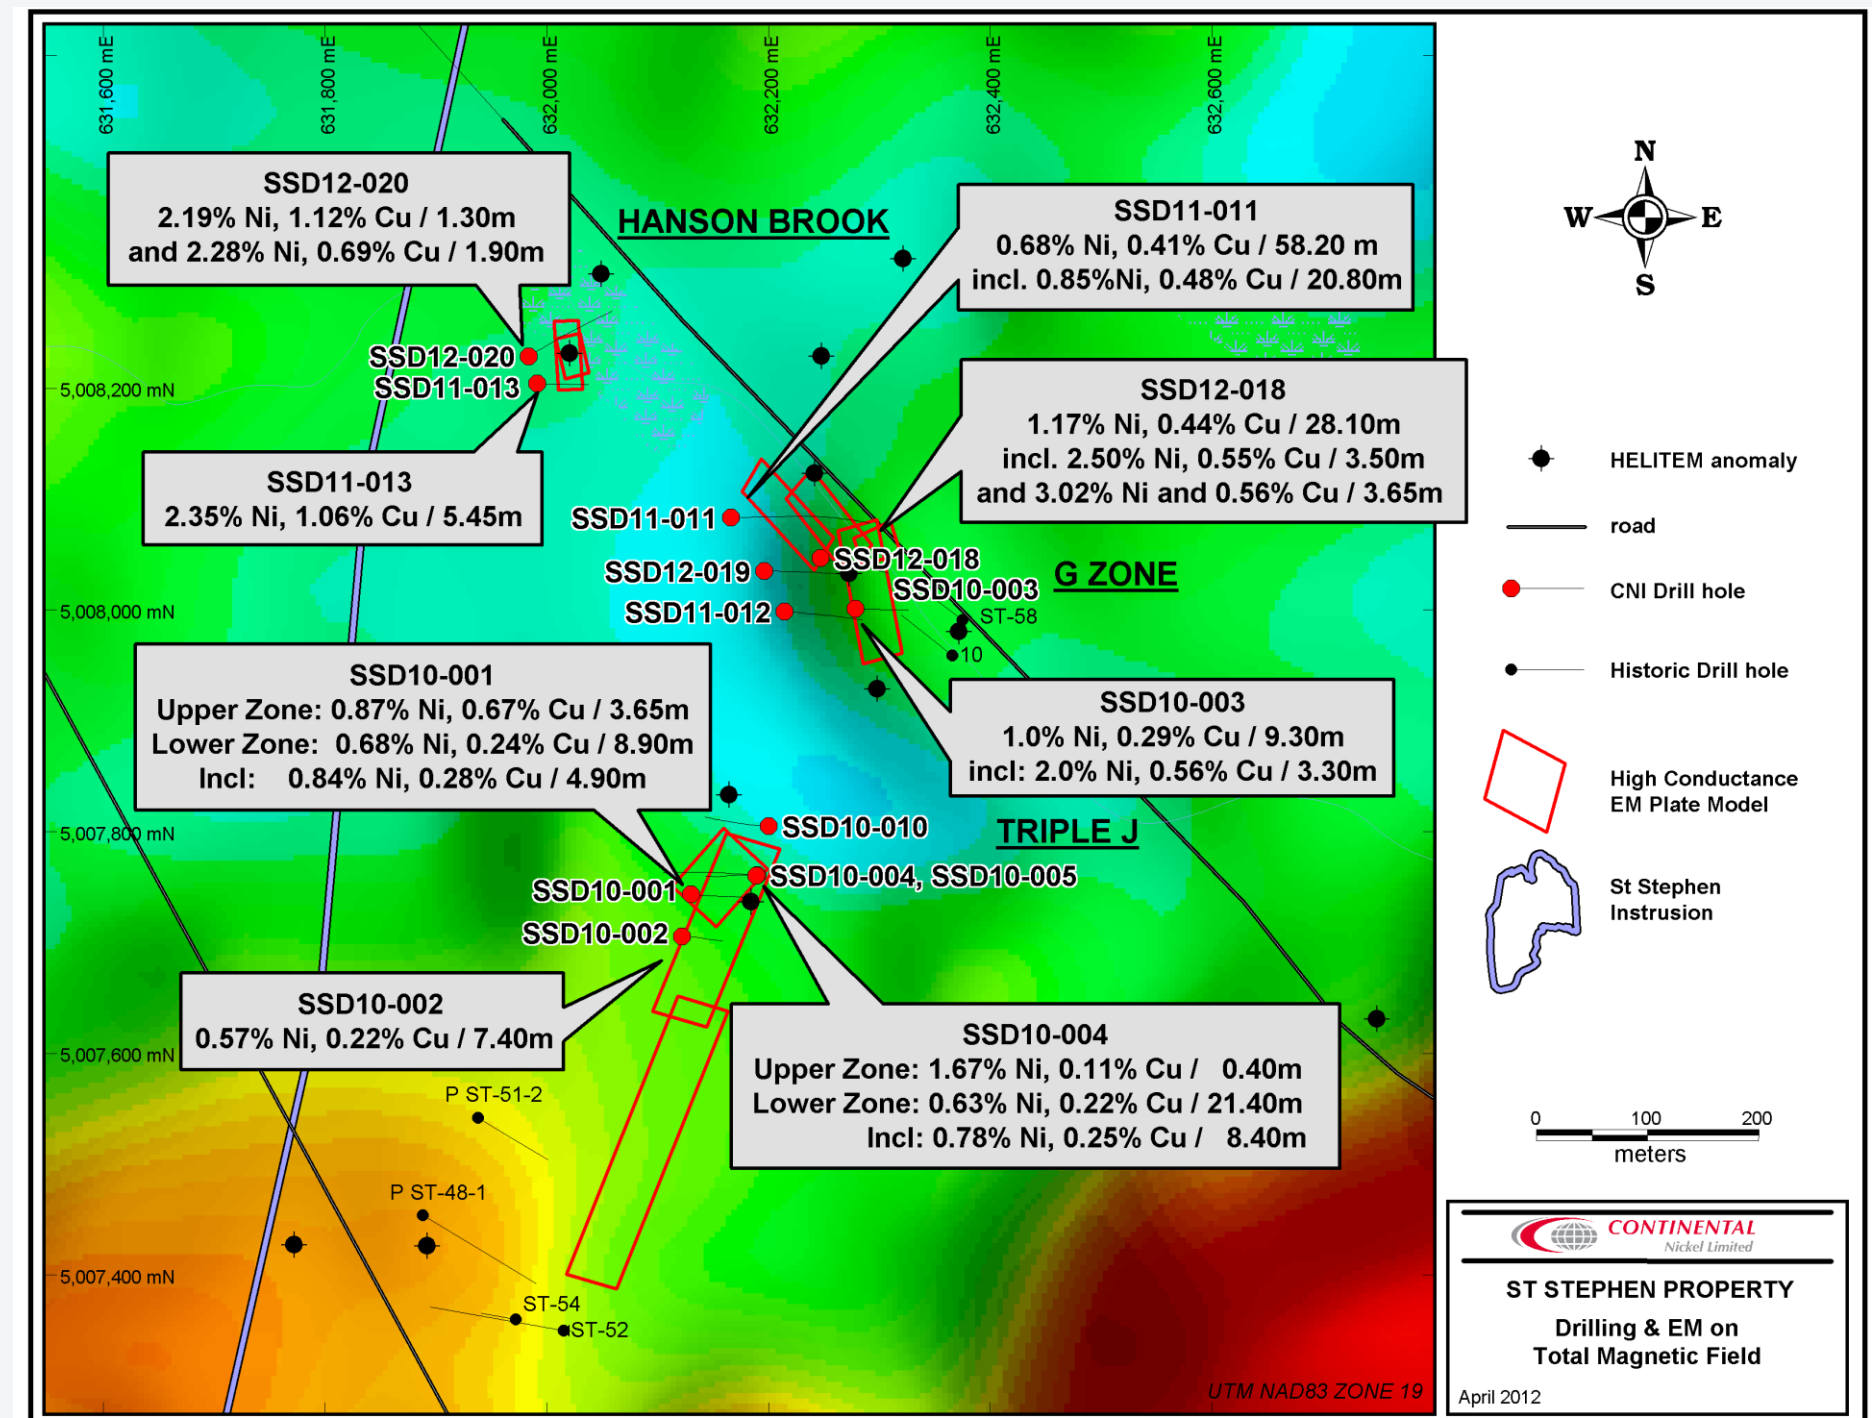 631,600 mE
631,800 mE
632,000 mE
632,200 mE
632,400 mE
632,600 mE
SSD12-020
2.19% Ni, 1.12% Cu / 1.30m
and 2.28% Ni, 0.69% Cu / 1.90m
HANSON BROOK
SSD11-011
0.68% Ni, 0.41% Cu / 58.20 m
incl. 0.85%Ni, 0.48% Cu / 20.80m
SSD12-020
SSD11-013
5,008,200 mN
SSD12-018
1.17% Ni, 0.44% Cu / 28.10m
incl. 2.50% Ni, 0.55% Cu / 3.50m
and 3.02% Ni and 0.56% Cu / 3.65m
SSD11-013
2.35% Ni, 1.06% Cu / 5.45m
SSD11-011
SSD12-018
SSD12-019
SSD10-003
G ZONE
SSD11-012
5,008,000 mN
ST-58
10
SSD10-001
Upper Zone: 0.87% Ni, 0.67% Cu / 3.65m
Lower Zone: 0.68% Ni, 0.24% Cu / 8.90m
Incl: 0.84% Ni, 0.28% Cu / 4.90m
SSD10-003
1.0% Ni, 0.29% Cu / 9.30m
incl: 2.0% Ni, 0.56% Cu / 3.30m
5,007,800 mN
SSD10-010
TRIPLE J
SSD10-004, SSD10-005
SSD10-001
SSD10-002
SSD10-002
0.57% Ni, 0.22% Cu / 7.40m
SSD10-004
Upper Zone: 1.67% Ni, 0.11% Cu / 0.40m
Lower Zone: 0.63% Ni, 0.22% Cu / 21.40m
Incl: 0.78% Ni, 0.25% Cu / 8.40m
5,007,600 mN
P ST-51-2
P ST-48-1
5,007,400 mN
ST-54
ST-52
UTM NAD83 ZONE 19
N
W E
S
HELITEM anomaly
road
CNI Drill hole
Historic Drill hole
High Conductance
EM Plate Model
St Stephen
Instrusion
0 100 200
meters
CONTINENTAL
Nickel Limited
ST STEPHEN PROPERTY
Drilling & EM on
Total Magnetic Field
April 2012